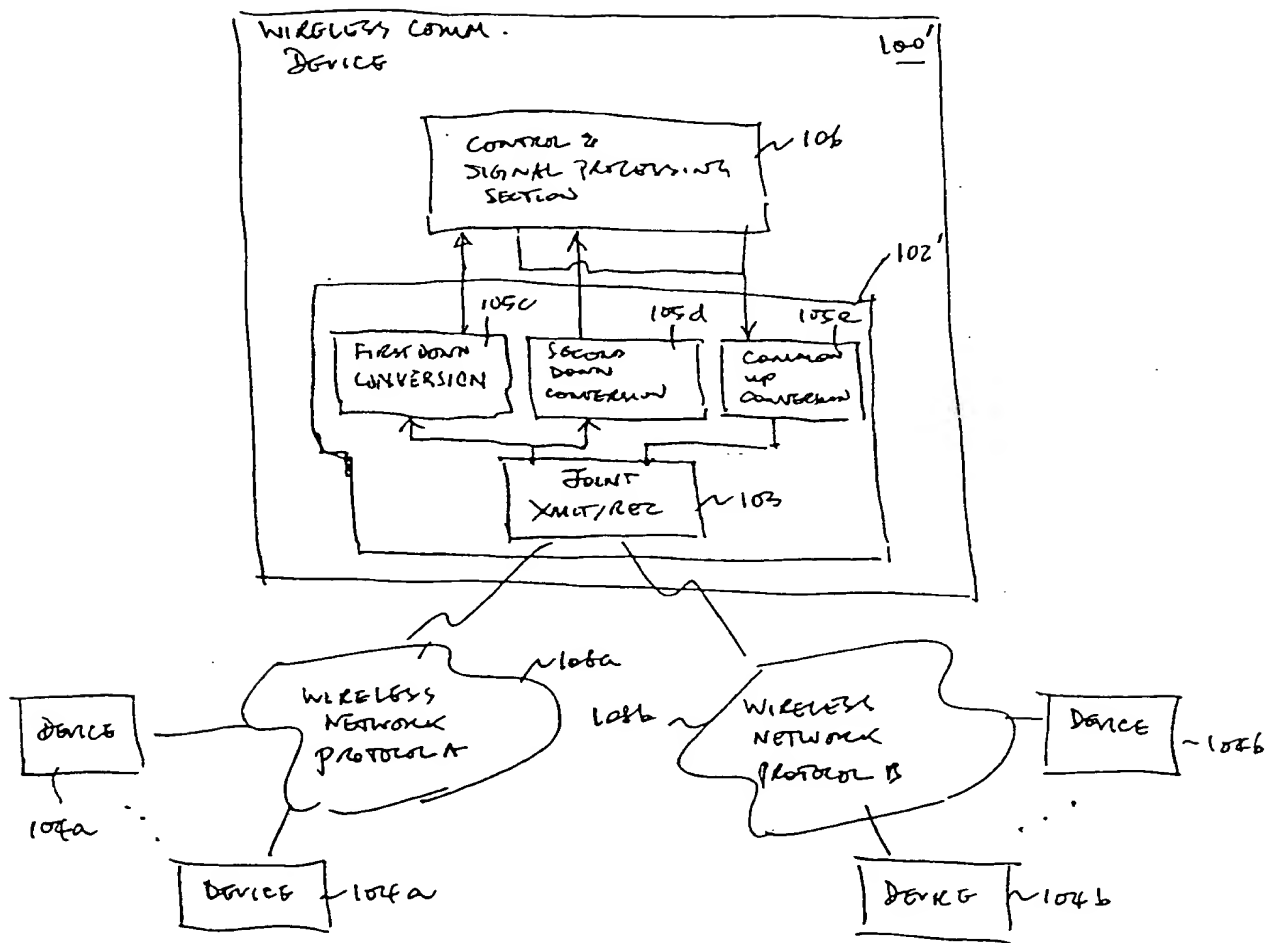 WIRELESS COMM.
DEVICE
100'
CONTROL &
SIGNAL PROCESSING
SECTION
106
102'
105c
105d
105e
FIRST DOWN
CONVERSION
SECOND
DOWN
CONVERSION
COMMON
UP
CONVERSION
JOINT
XMIT/REC
103
108a
WIRELESS
NETWORK
PROTOCOL A
108b
WIRELESS
NETWORK
PROTOCOL B
DEVICE
104a
DEVICE
104b
DEVICE
104a
DEVICE
104b